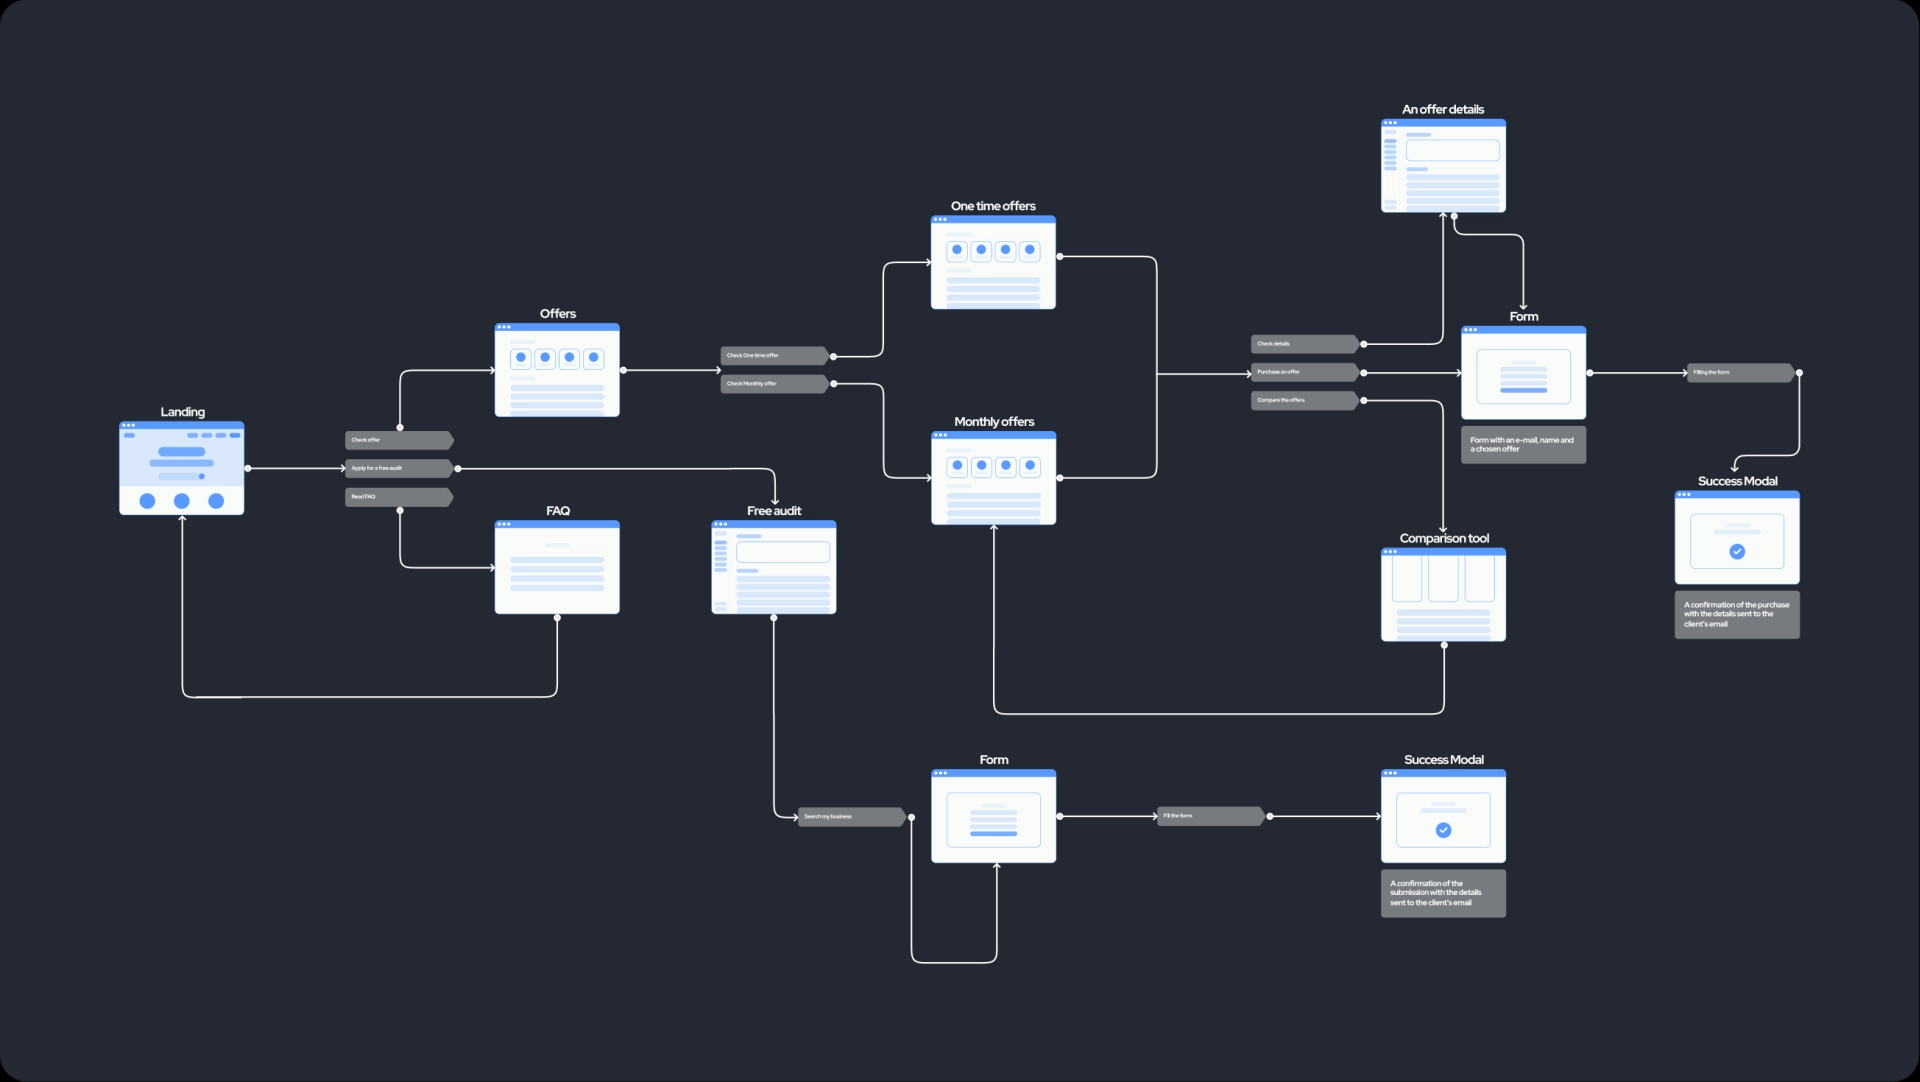 An offer details
One time offers
Offers
Form
Check details
Check One time offer
Purchase an offer
Filling the form
Check Monthly offer
Compare the offers
Landing
Monthly offers
Check offer
Form with an e-mail, name and
a chosen offer
Apply for a free audit
Success Modal
Read FAQ
FAQ
Free audit
Comparison tool
A confirmation of the purchase
with the details sent to the
client's email
Form
Success Modal
Search my business
Fill the form
A confirmation of the
submission with the details
sent to the client's email